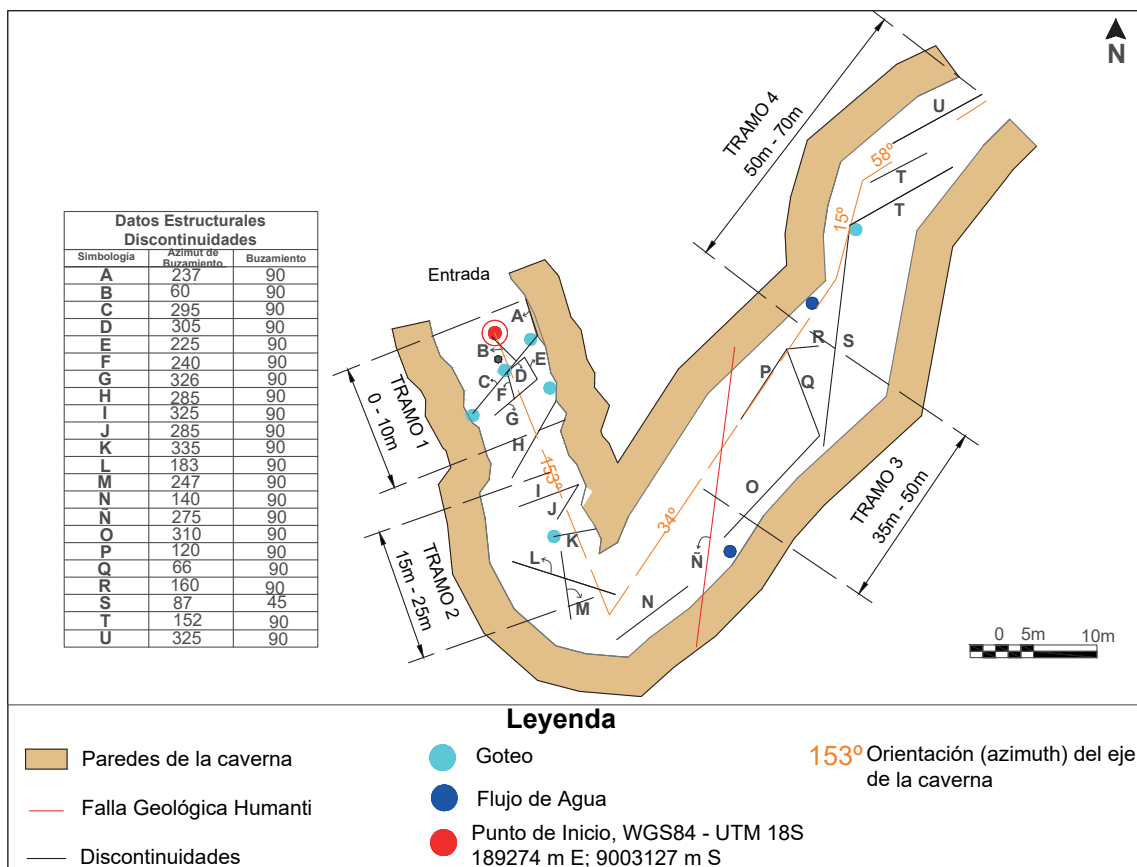 N
TRAMO 4
50m - 70m
U
58º
T
T
15º
Datos Estructurales
Discontinuidades
Simbología Azimut de Buzamiento Buzamiento
A 237 90
B 60 90
C 295 90
D 305 90
E 225 90
F 240 90
G 326 90
H 285 90
I 325 90
J 285 90
K 335 90
L 183 90
M 247 90
N 140 90
Ñ 275 90
O 310 90
P 120 90
Q 66 90
R 160 90
S 87 45
T 152 90
U 325 90
Entrada
A
B
E
D
C
F
G
H
TRAMO 1
0 - 10m
153º
I
J
K
L
M
N
TRAMO 2
15m - 25m
34º
R
S
P
Q
O
Ñ
TRAMO 3
35m - 50m
0 5m 10m
Leyenda
Paredes de la caverna
Falla Geológica Humanti
Discontinuidades
Goteo
Flujo de Agua
Punto de Inicio, WGS84 - UTM 18S
189274 m E; 9003127 m S
153º Orientación (azimuth) del eje
de la caverna